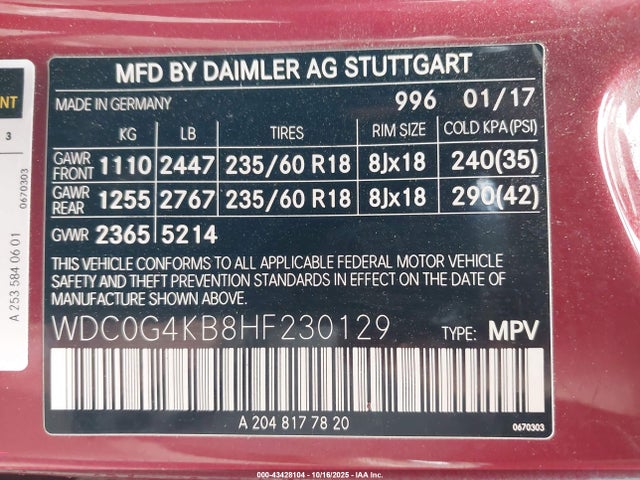 MFD BY DAIMLER AG STUTTGART
MADE IN GERMANY 996 01/17
KG LB TIRES RIM SIZE COLD KPA(PSI)
GAWR FRONT 1110 2447 235/60 R18 8Jx18 240(35)
GAWR REAR 1255 2767 235/60 R18 8Jx18 290(42)
GVWR 2365 5214
THIS VEHICLE CONFORMS TO ALL APPLICABLE FEDERAL MOTOR VEHICLE
SAFETY AND THEFT PREVENTION STANDARDS IN EFFECT ON THE DATE
OF MANUFACTURE SHOWN ABOVE.
WDC0G4KB8HF230129 TYPE: MPV
A 204 817 78 20
0670303
NT
3
0670303
A 253 584 06 01
000-43428104 - 10/16/2025 - IAA Inc.